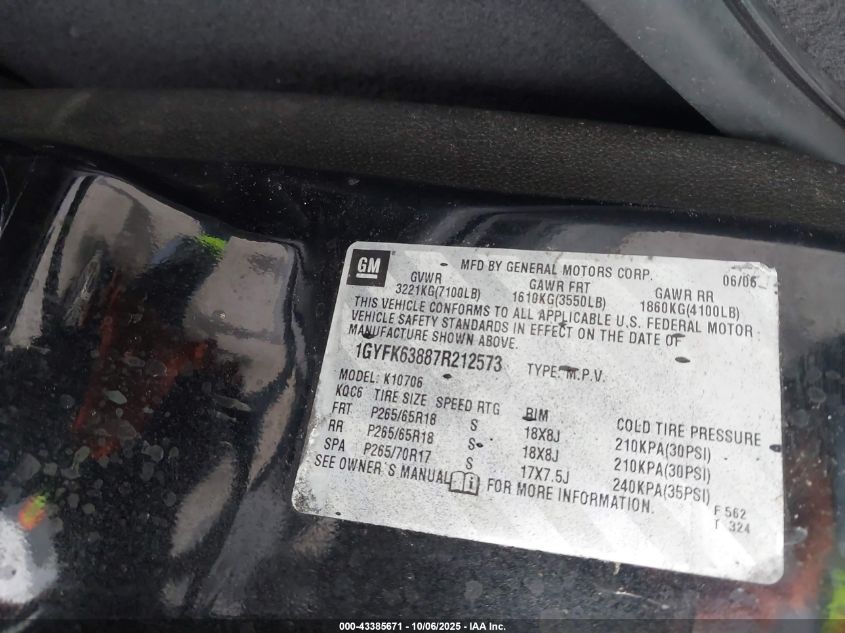 GM
MFD BY GENERAL MOTORS CORP. 06/06
GVWR GAWR FRT GAWR RR
3221KG(7100LB) 1610KG(3550LB) 1860KG(4100LB)
THIS VEHICLE CONFORMS TO ALL APPLICABLE U.S. FEDERAL MOTOR
VEHICLE SAFETY STANDARDS IN EFFECT ON THE DATE OF
MANUFACTURE SHOWN ABOVE.
1GYFK63887R212573 TYPE: M.P.V.
MODEL: K10706
KQC6 TIRE SIZE SPEED RTG RIM COLD TIRE PRESSURE
FRT P265/65R18 S 18X8J 210KPA(30PSI)
RR P265/65R18 S 18X8J 210KPA(30PSI)
SPA P265/70R17 S 17X7.5J 240KPA(35PSI)
SEE OWNER'S MANUAL FOR MORE INFORMATION.
F 562
T 324
000-43385671 - 10/06/2025 - IAA Inc.